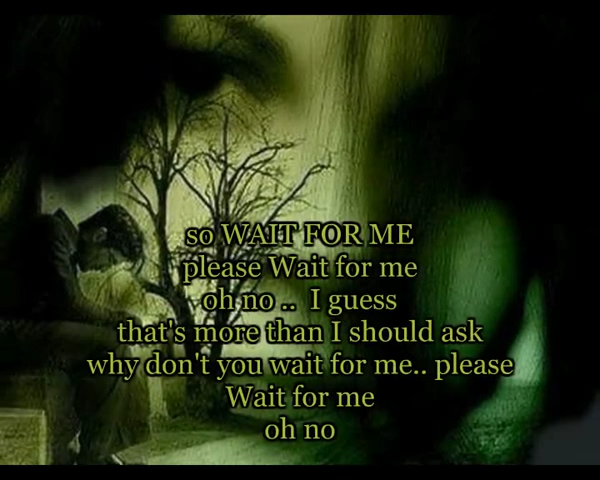 so WAIT FOR ME
please Wait for me
oh no .. I guess
that's more than I should ask
why don't you wait for me.. please
Wait for me
oh no